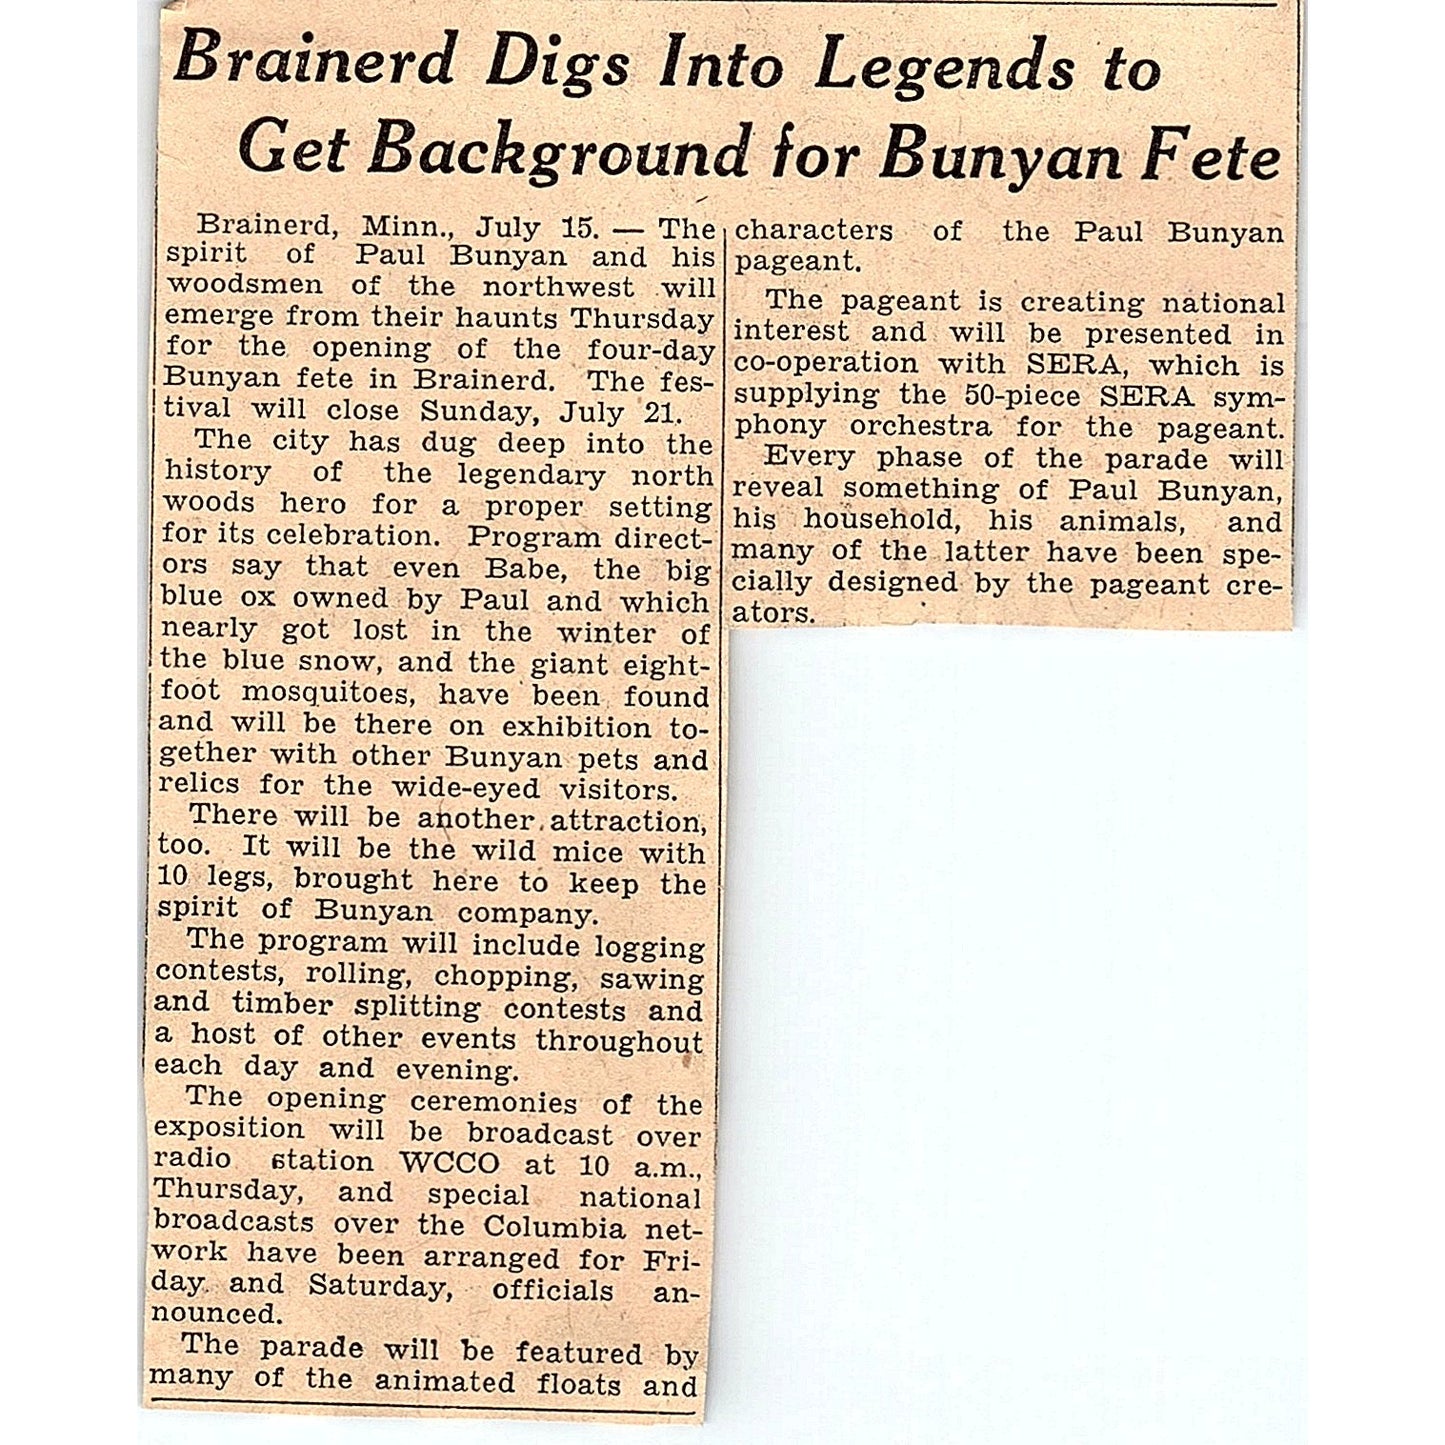 Brainerd Digs Into Legends to
Get Background for Bunyan Fete
Brainerd, Minn., July 15. — The
spirit of Paul Bunyan and his
woodsmen of the northwest will
emerge from their haunts Thursday
for the opening of the four-day
Bunyan fete in Brainerd. The fes-
tival will close Sunday, July 21.
The city has dug deep into the
history of the legendary north
woods hero for a proper setting
for its celebration. Program direct-
ors say that even Babe, the big
blue ox owned by Paul and which
nearly got lost in the winter of
the blue snow, and the giant eight-
foot mosquitoes, have been found
and will be there on exhibition to-
gether with other Bunyan pets and
relics for the wide-eyed visitors.
There will be another attraction,
too. It will be the wild mice with
10 legs, brought here to keep the
spirit of Bunyan company.
The program will include logging
contests, rolling, chopping, sawing
and timber splitting contests and
a host of other events throughout
each day and evening.
The opening ceremonies of the
exposition will be broadcast over
radio station WCCO at 10 a.m.,
Thursday, and special national
broadcasts over the Columbia net-
work have been arranged for Fri-
day and Saturday, officials an-
nounced.
The parade will be featured by
many of the animated floats and
characters of the Paul Bunyan
pageant.
The pageant is creating national
interest and will be presented in
co-operation with SERA, which is
supplying the 50-piece SERA sym-
phony orchestra for the pageant.
Every phase of the parade will
reveal something of Paul Bunyan,
his household, his animals, and
many of the latter have been spe-
cially designed by the pageant cre-
ators.